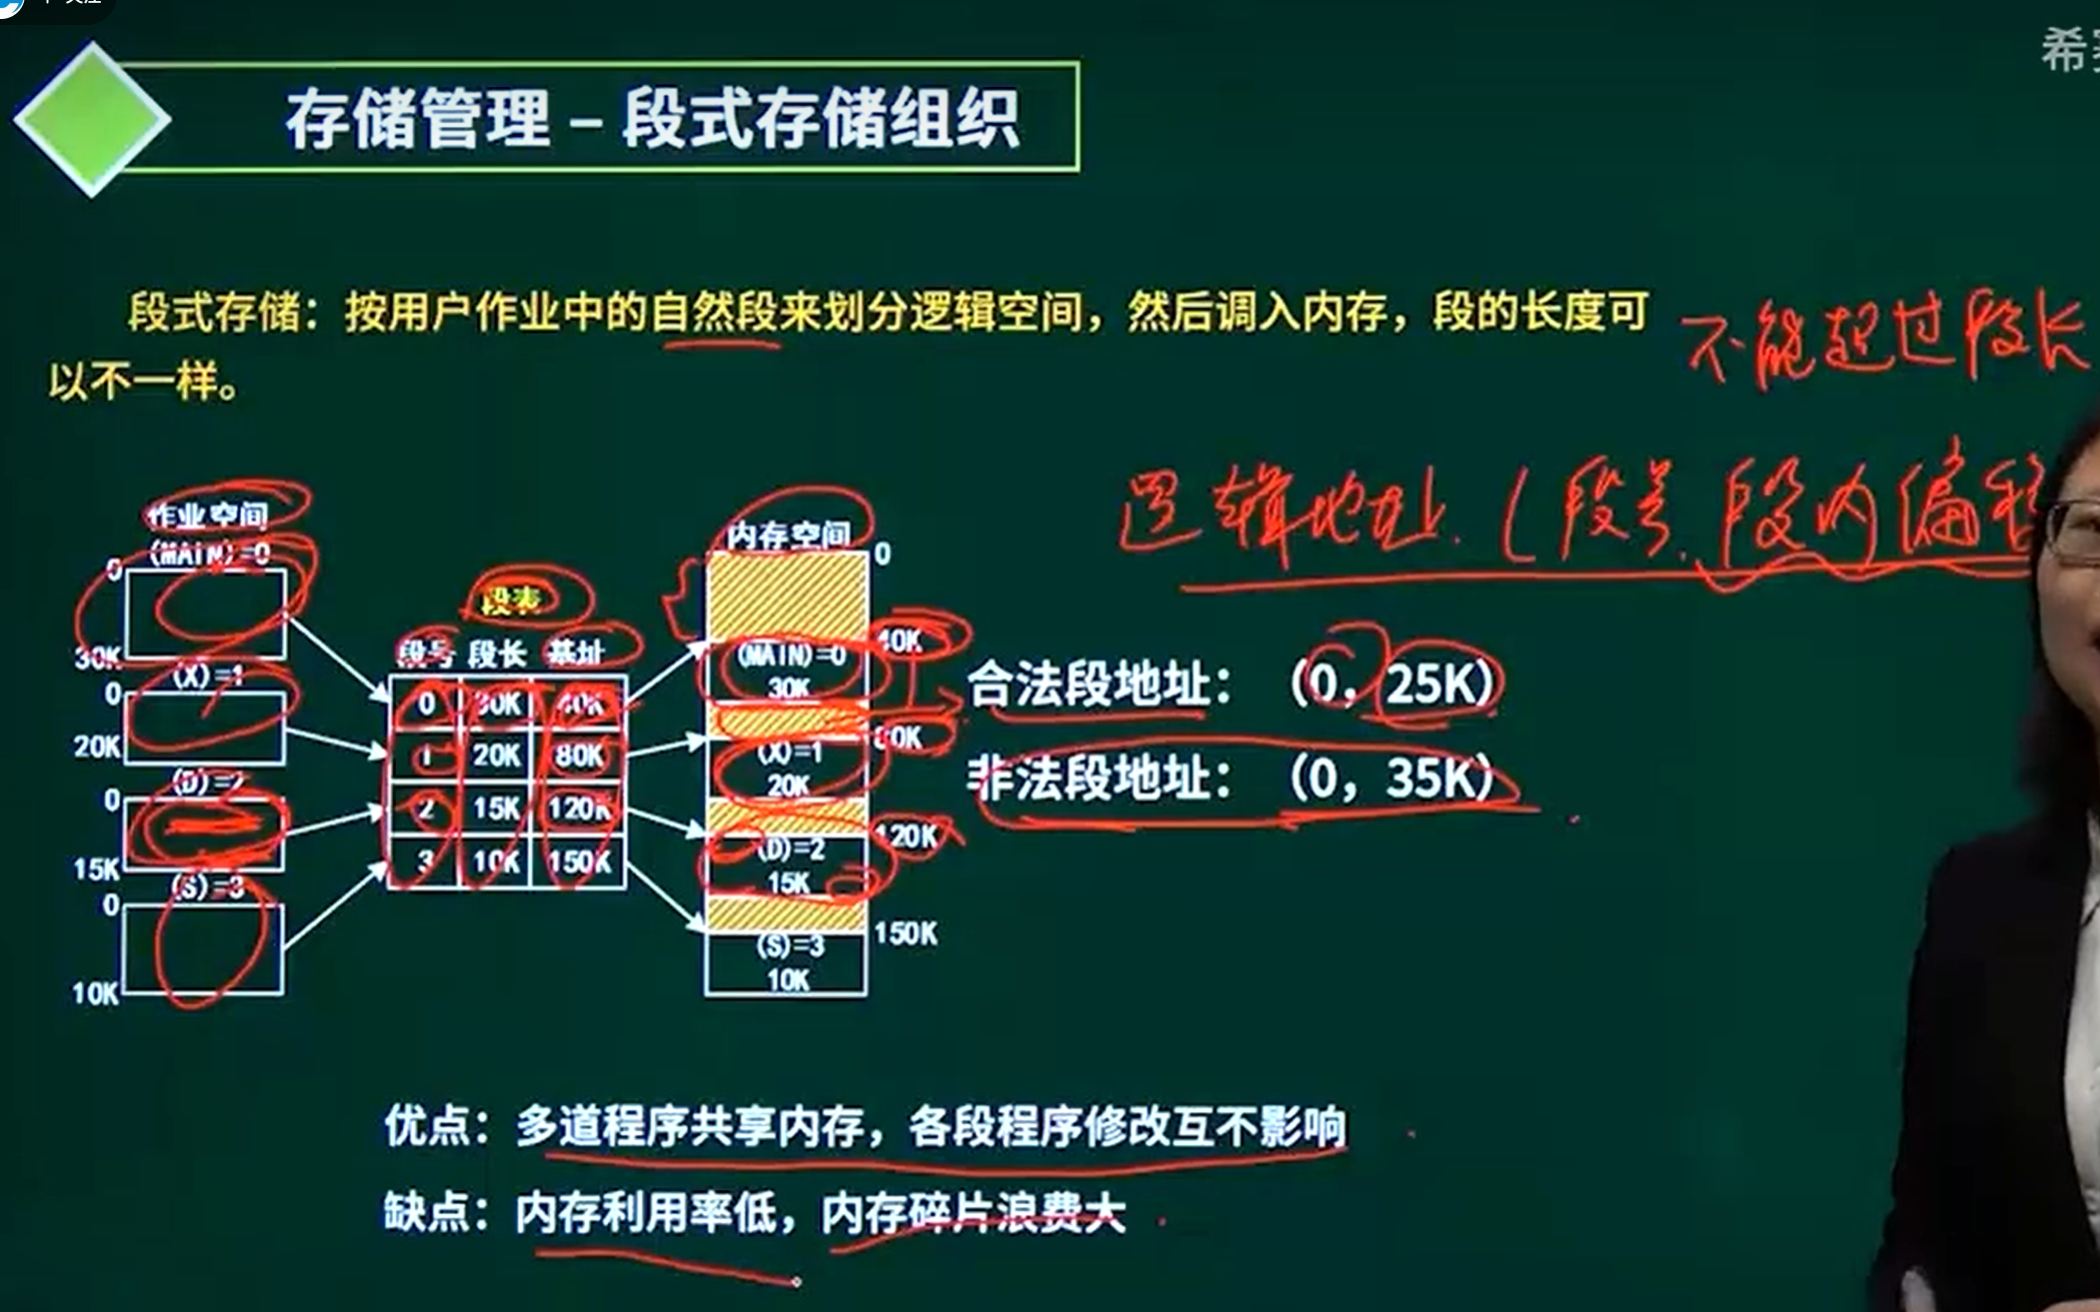 希
存储管理 – 段式存储组织
段式存储：按用户作业中的自然段来划分逻辑空间，然后调入内存，段的长度可
以不一样。
不能超过段长
逻辑地址（段号、段内偏移
作业空间
(MAIN)=0
0
30K
(X)=1
0
20K
(D)=2
0
15K
(S)=3
0
10K
段表
段号 段长 基址
0 30K 40K
1 20K 80K
2 15K 120K
3 10K 150K
内存空间
0
40K
(MAIN)=0
30K
80K
(X)=1
20K
120K
(D)=2
15K
150K
(S)=3
10K
合法段地址：（0，25K）
非法段地址：（0，35K）
优点：多道程序共享内存，各段程序修改互不影响
缺点：内存利用率低，内存碎片浪费大